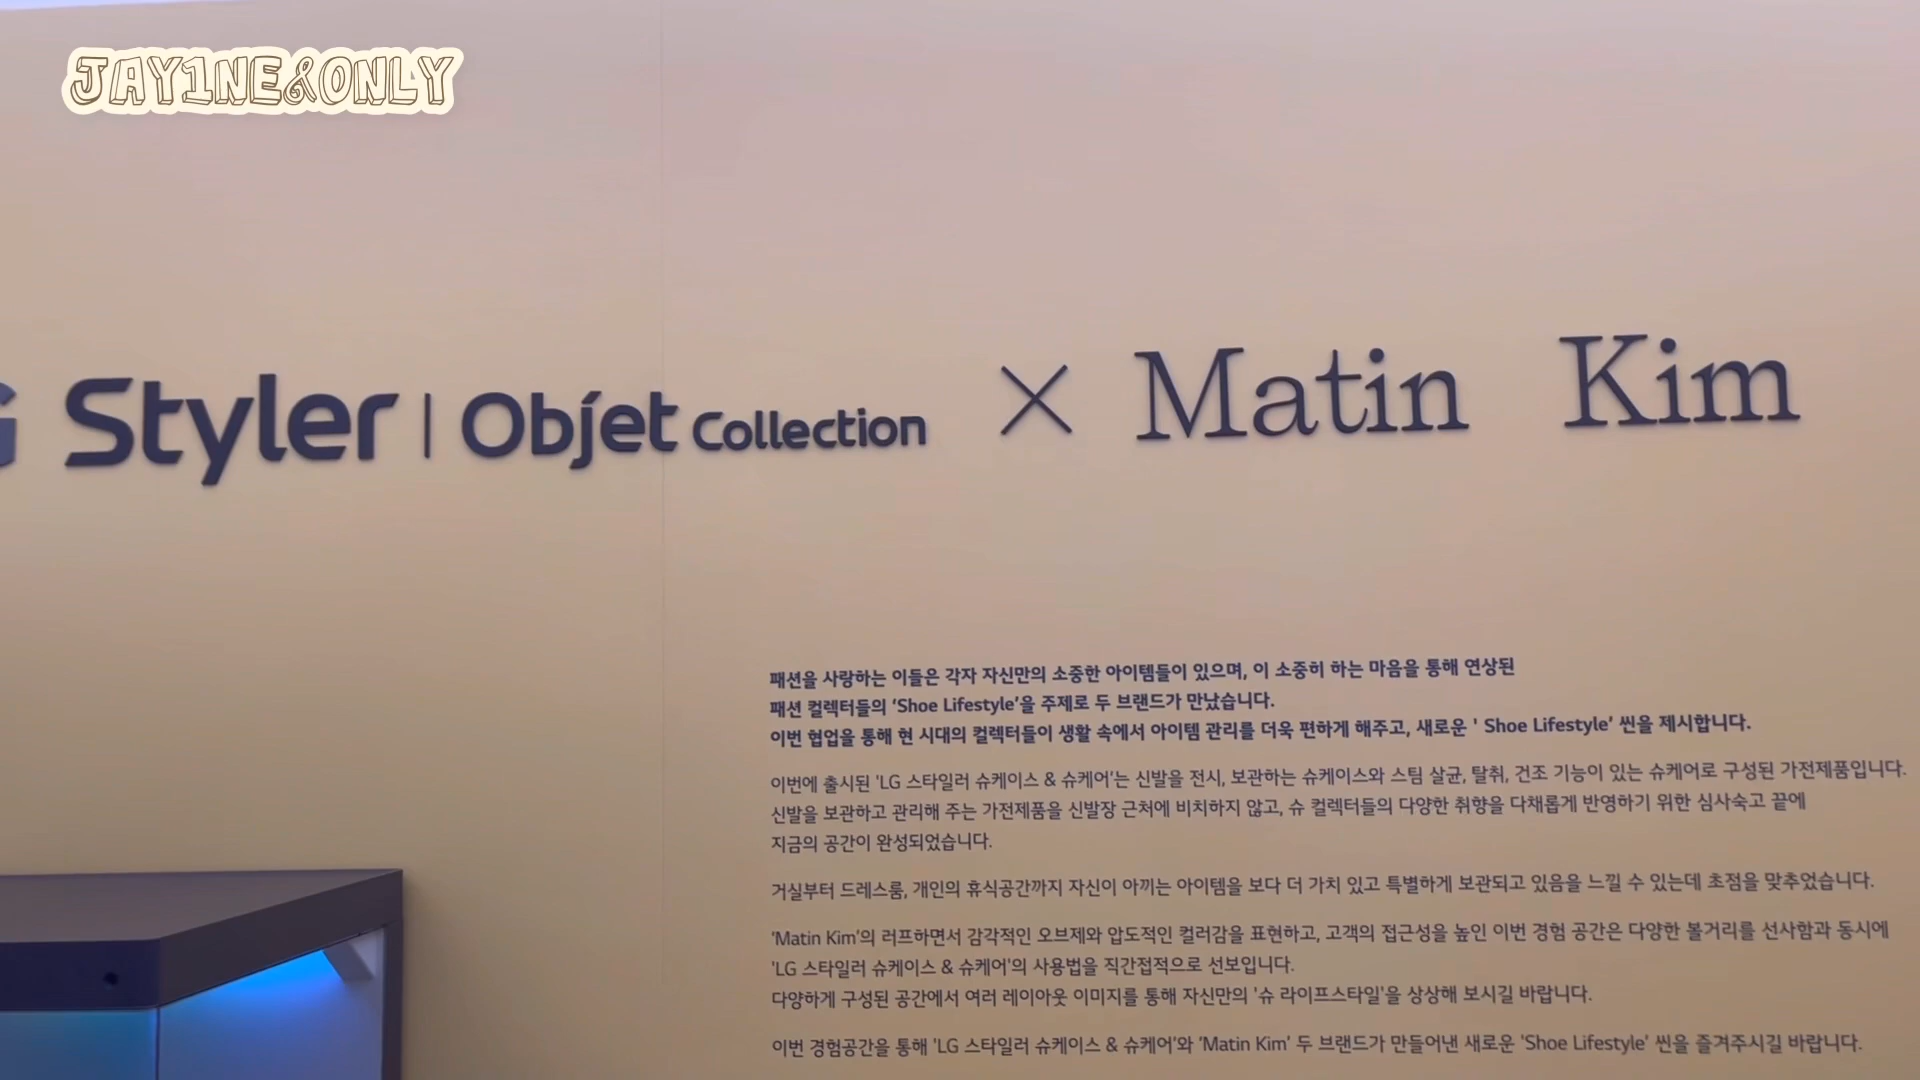 JAY1NE&ONLY
G Styler | Objet Collection × Matin Kim
패션을 사랑하는 이들은 각자 자신만의 소중한 아이템들이 있으며, 이 소중히 하는 마음을 통해 연상된
패션 컬렉터들의 ‘Shoe Lifestyle’을 주제로 두 브랜드가 만났습니다.
이번 협업을 통해 현 시대의 컬렉터들이 생활 속에서 아이템 관리를 더욱 편하게 해주고, 새로운 ' Shoe Lifestyle’ 씬을 제시합니다.
이번에 출시된 'LG 스타일러 슈케이스 & 슈케어’는 신발을 전시, 보관하는 슈케이스와 스팀 살균, 탈취, 건조 기능이 있는 슈케어로 구성된 가전제품입니다.
신발을 보관하고 관리해 주는 가전제품을 신발장 근처에 비치하지 않고, 슈 컬렉터들의 다양한 취향을 다채롭게 반영하기 위한 심사숙고 끝에
지금의 공간이 완성되었습니다.
거실부터 드레스룸, 개인의 휴식공간까지 자신이 아끼는 아이템을 보다 더 가치 있고 특별하게 보관되고 있음을 느낄 수 있는데 초점을 맞추었습니다.
‘Matin Kim’의 러프하면서 감각적인 오브제와 압도적인 컬러감을 표현하고, 고객의 접근성을 높인 이번 경험 공간은 다양한 볼거리를 선사함과 동시에
'LG 스타일러 슈케이스 & 슈케어'의 사용법을 직간접적으로 선보입니다.
다양하게 구성된 공간에서 여러 레이아웃 이미지를 통해 자신만의 '슈 라이프스타일'을 상상해 보시길 바랍니다.
이번 경험공간을 통해 'LG 스타일러 슈케이스 & 슈케어’와 ‘Matin Kim’ 두 브랜드가 만들어낸 새로운 'Shoe Lifestyle’ 씬을 즐겨주시길 바랍니다.